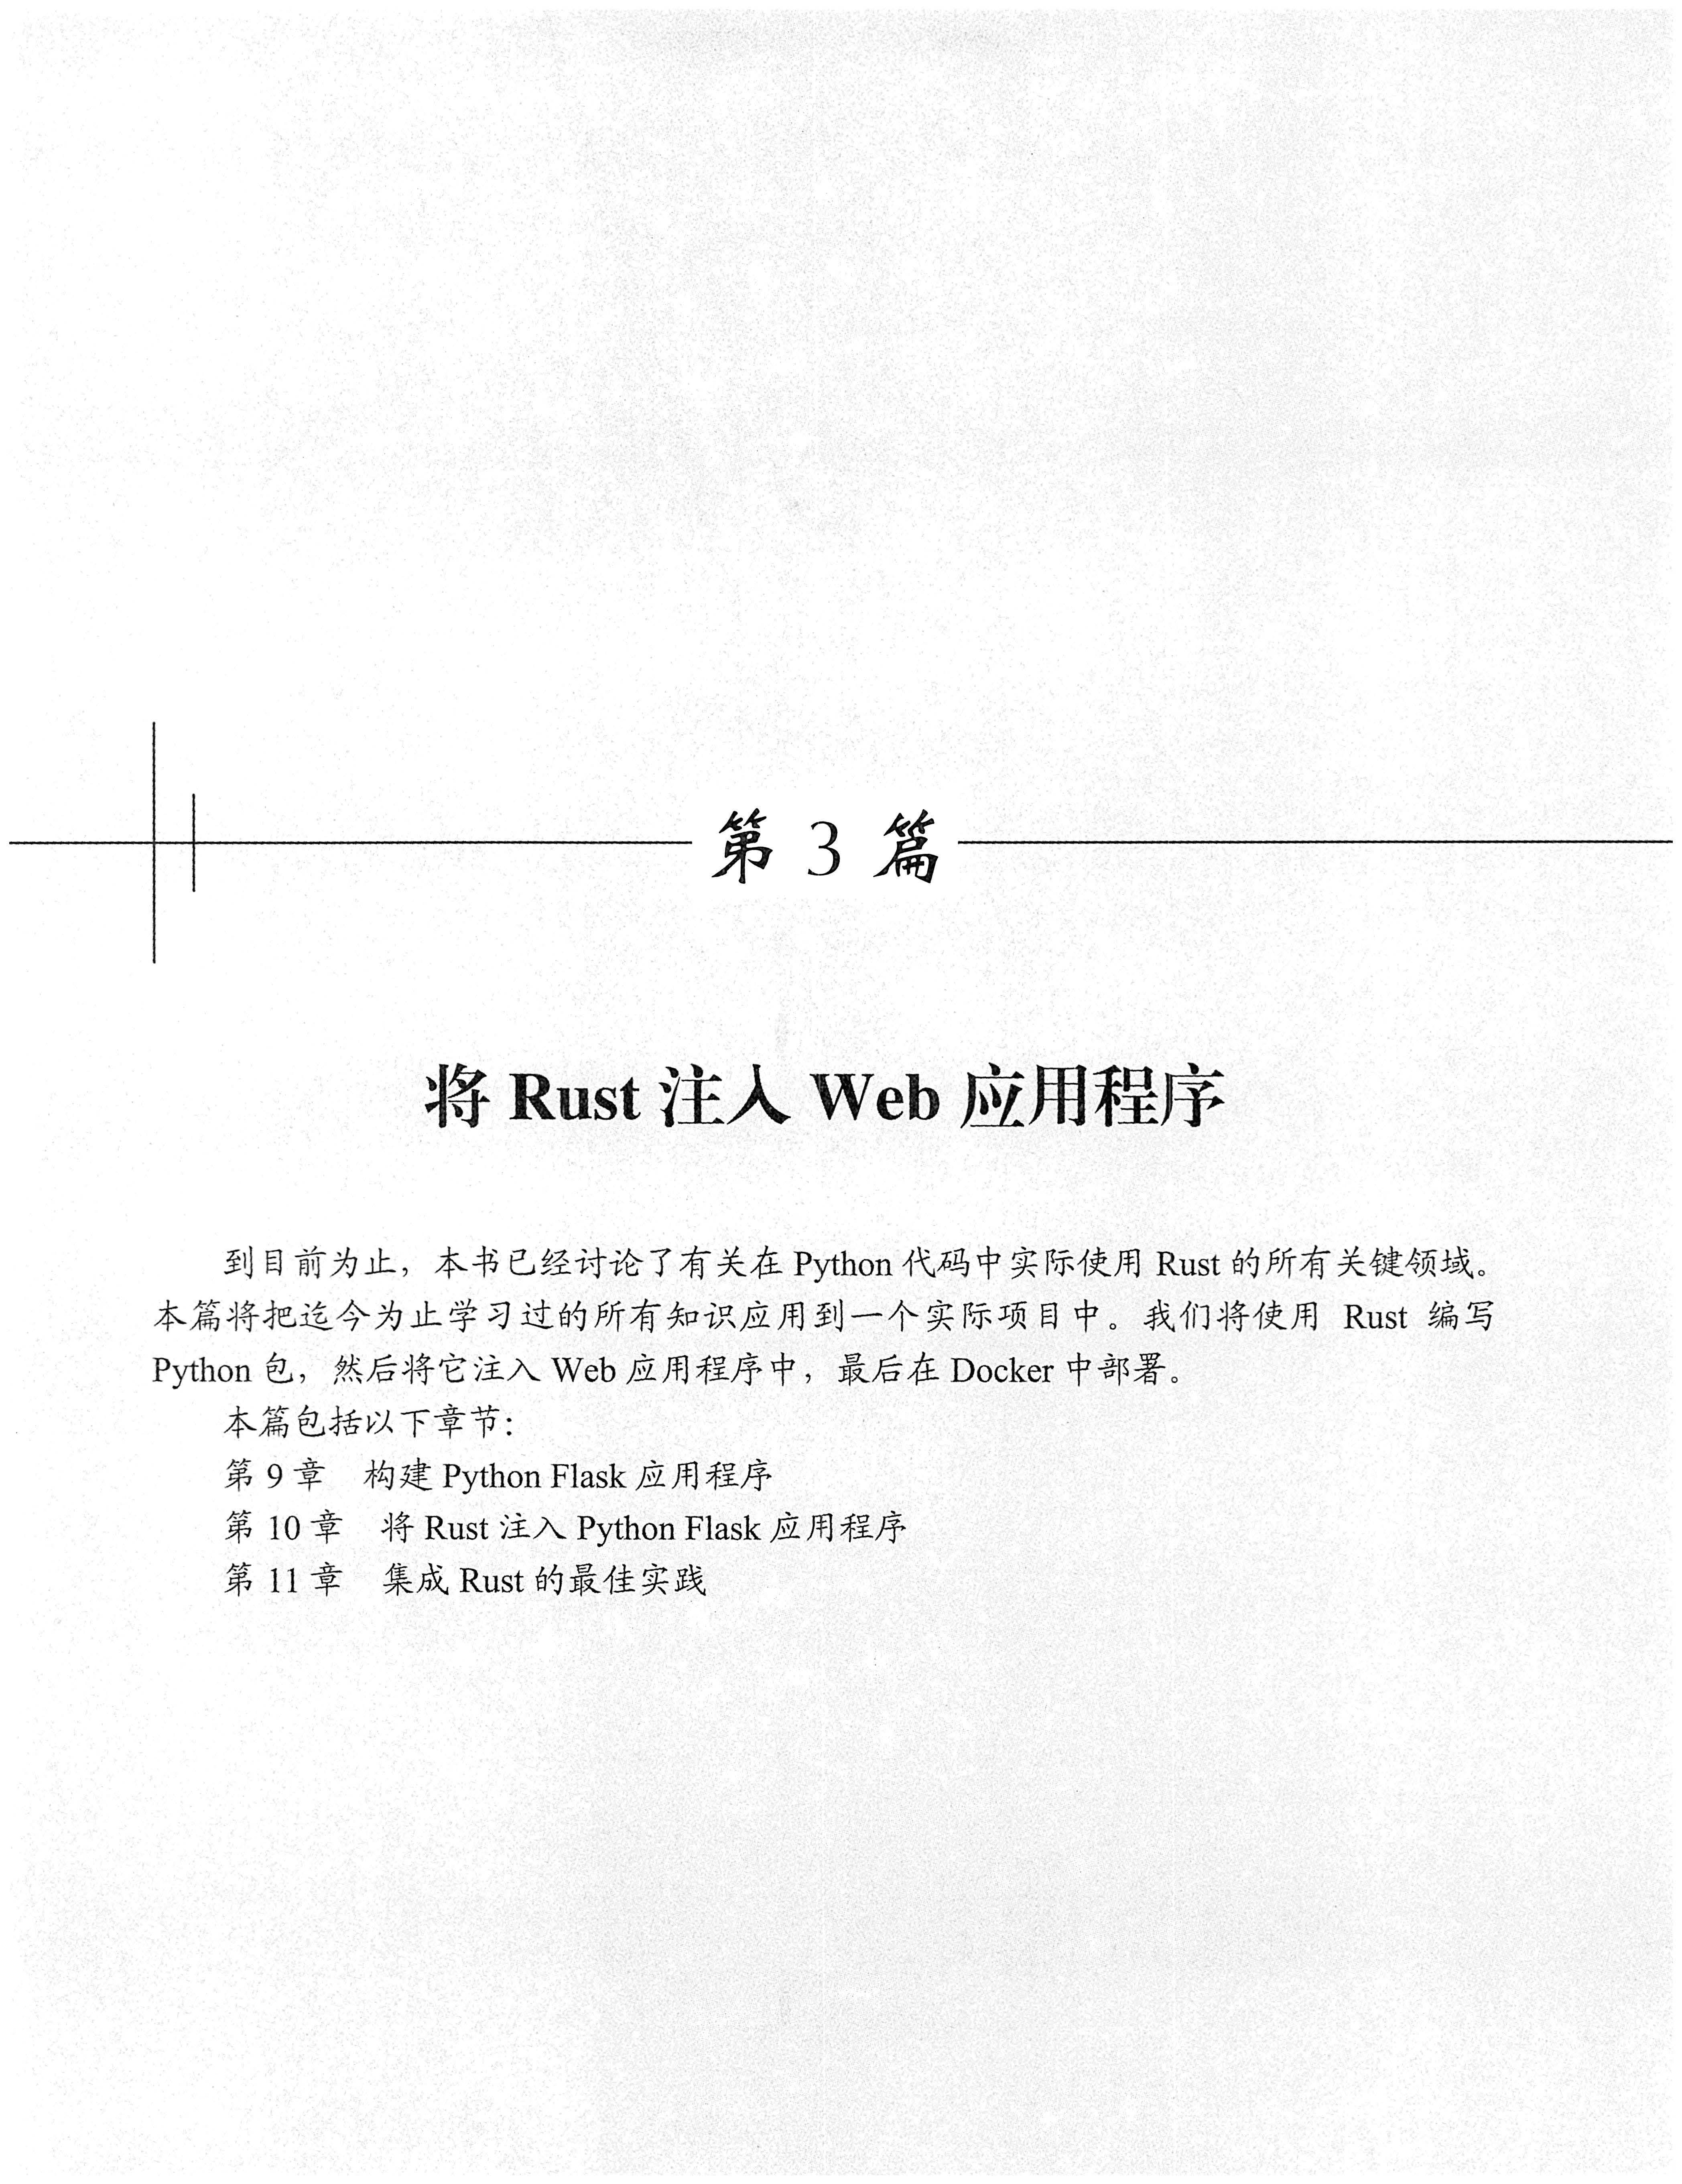 第 3 篇
将 Rust 注入 Web 应用程序
到目前为止，本书已经讨论了有关在 Python 代码中实际使用 Rust 的所有关键领域。
本篇将把迄今为止学习过的所有知识应用到一个实际项目中。我们将使用 Rust 编写
Python 包，然后将它注入 Web 应用程序中，最后在 Docker 中部署。
本篇包括以下章节：
第 9 章　构建 Python Flask 应用程序
第 10 章　将 Rust 注入 Python Flask 应用程序
第 11 章　集成 Rust 的最佳实践